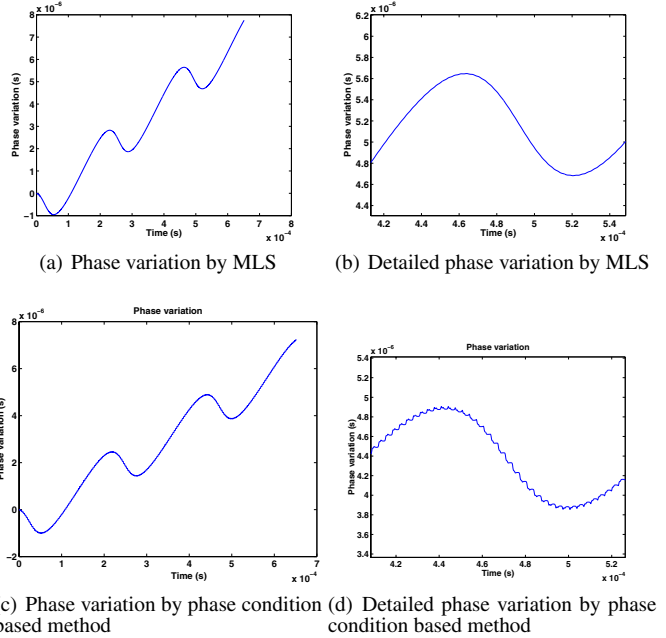 x 10⁻⁶
8
7
6
5
4
3
2
1
0
−1
Phase variation (s)
0 1 2 3 4 5 6 7 8
Time (s)
x 10⁻⁴
(a) Phase variation by MLS
x 10⁻⁶
6.2
6
5.8
5.6
5.4
5.2
5
4.8
4.6
4.4
Phase variation (s)
4.2 4.4 4.6 4.8 5 5.2 5.4
Time (s)
x 10⁻⁴
(b) Detailed phase variation by MLS
Phase variation
x 10⁻⁶
8
6
4
2
0
−2
Phase variation (s)
0 1 2 3 4 5 6 7
Time (s)
x 10⁻⁴
c) Phase variation by phase condition
based method
Phase variation
x 10⁻⁶
5.4
5.2
5
4.8
4.6
4.4
4.2
4
3.8
3.6
3.4
Phase variation (s)
4.2 4.4 4.6 4.8 5 5.2
Time (s)
x 10⁻⁴
(d) Detailed phase variation by phase
condition based method